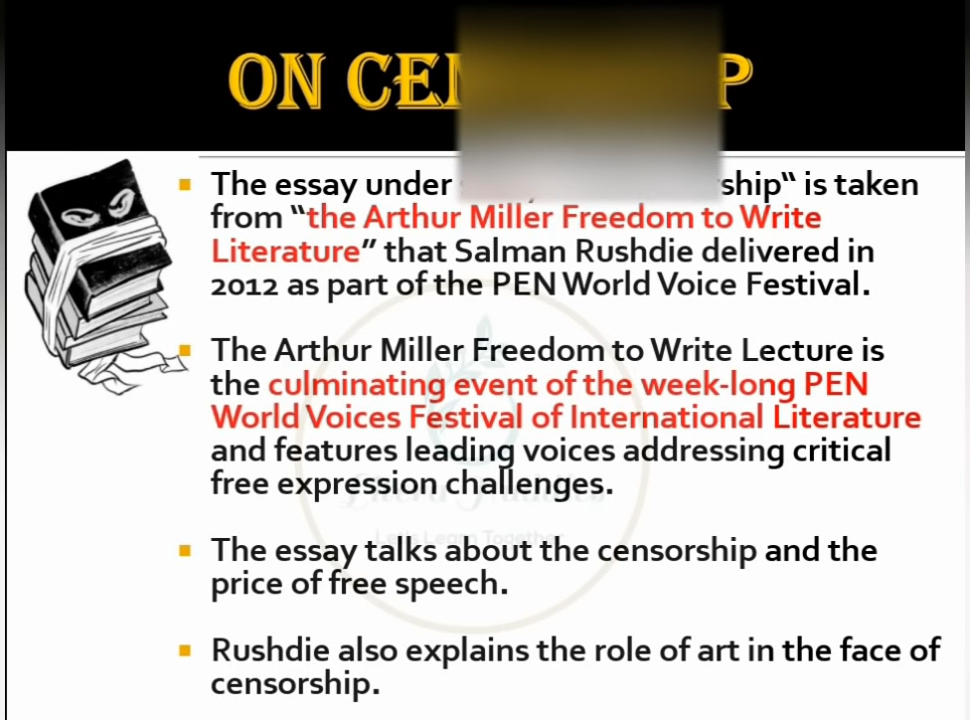 ON
The essay under ship“ is taken
from “the Arthur Miller Freedom to Write
Literature” that Salman Rushdie delivered in
2012 as part of the PEN World Voice Festival.
The Arthur Miller Freedom to Write Lecture is
the culminating event of the week-long PEN
World Voices Festival of International Literature
and features leading voices addressing critical
free expression challenges.
The essay talks about the censorship and the
price of free speech.
Rushdie also explains the role of art in the face of
censorship.
Let's Learn Together